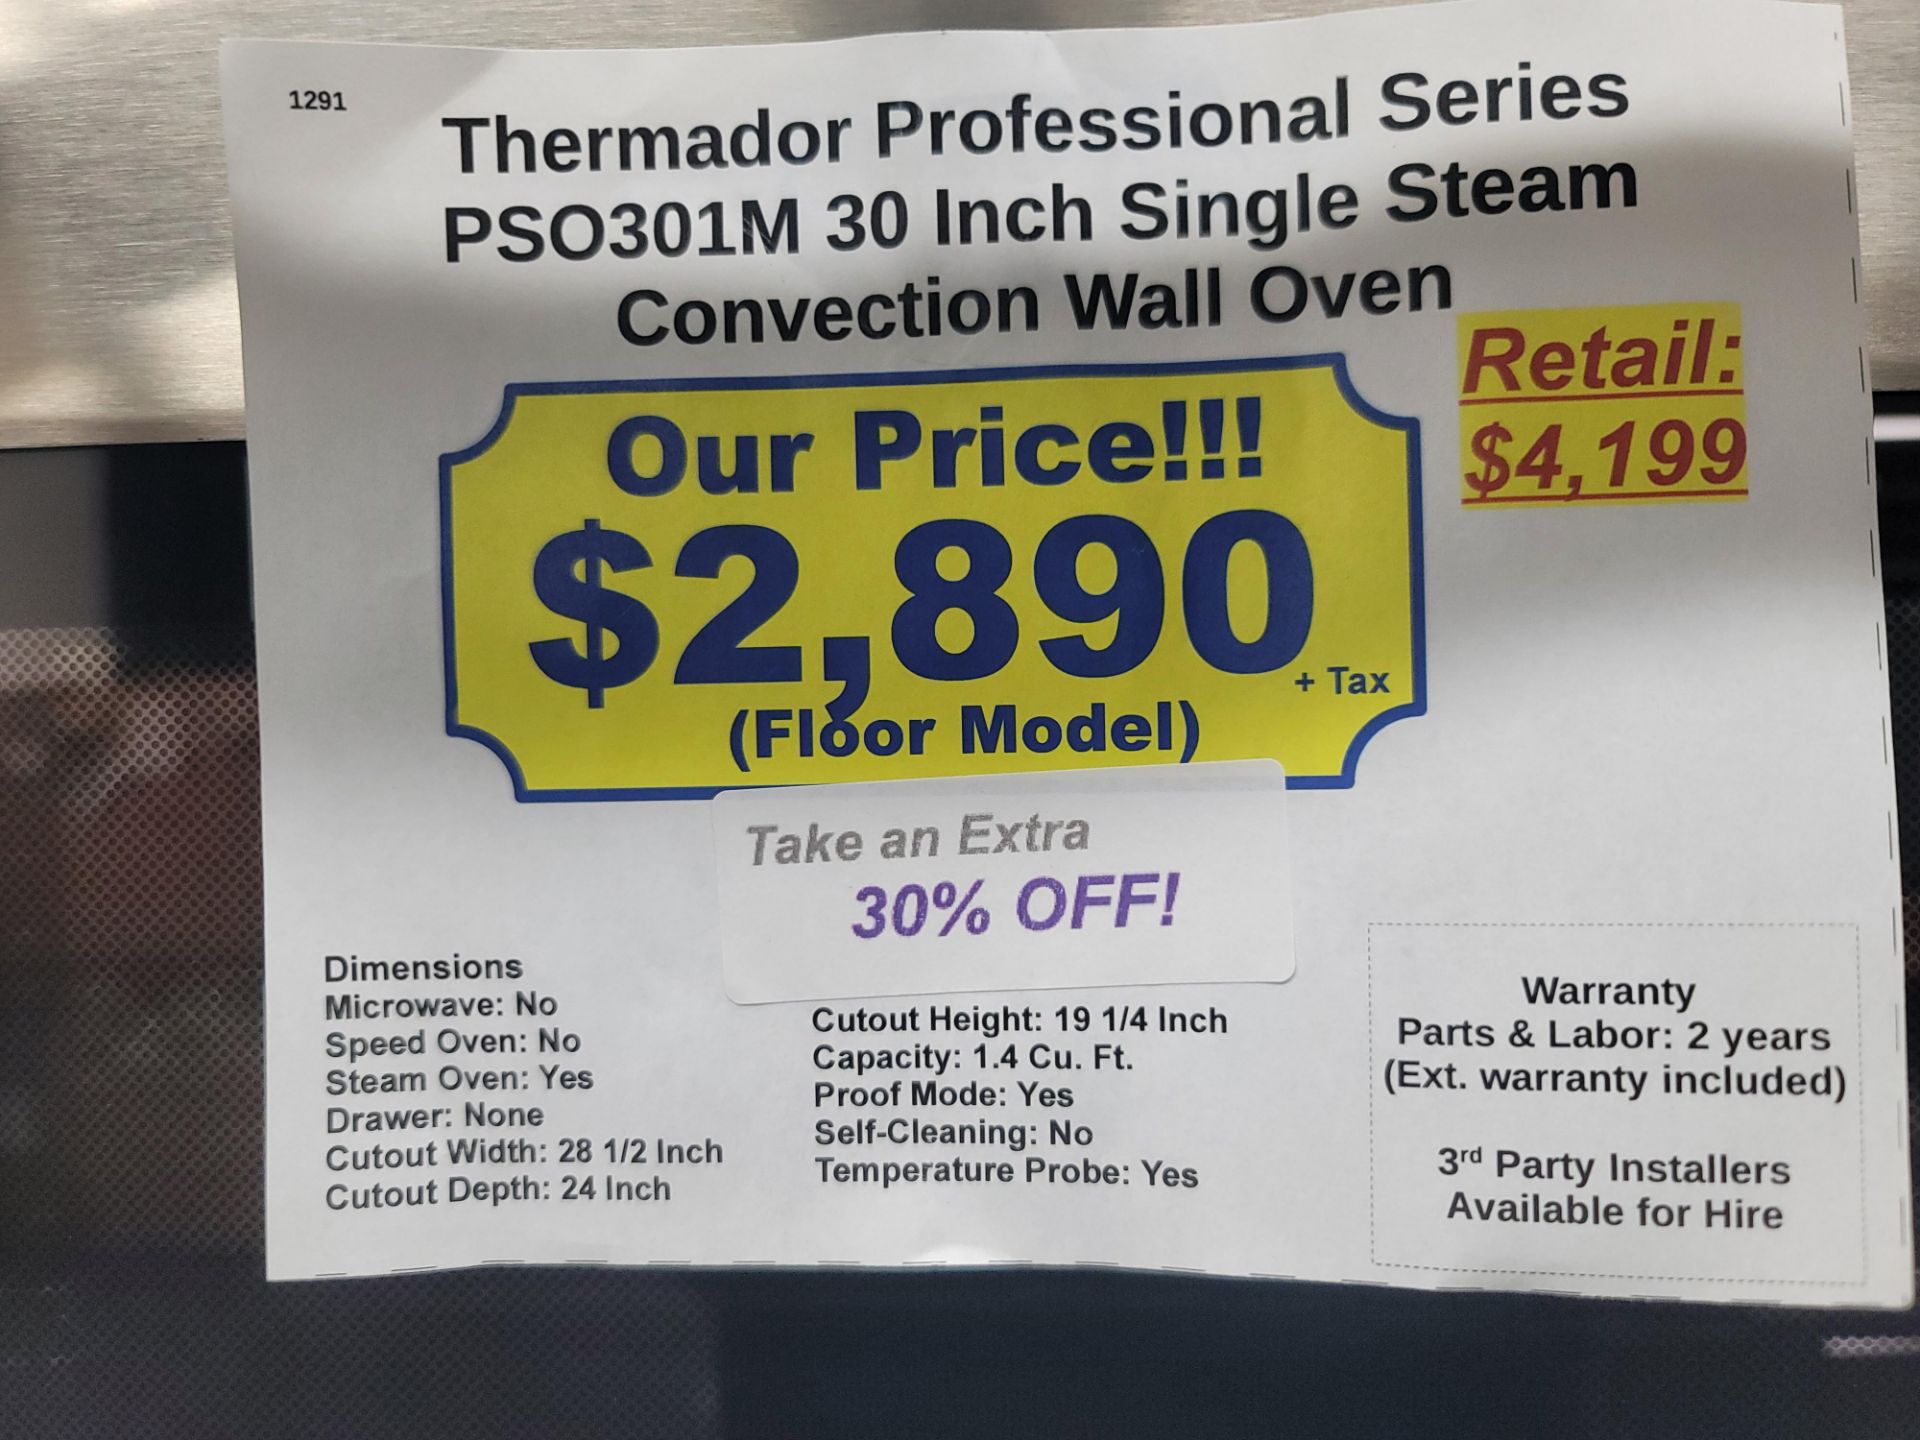 1291
Thermador Professional Series
PSO301M 30 Inch Single Steam
Convection Wall Oven
Retail:
$4,199
Our Price!!!
$2,890
+ Tax
(Floor Model)
Take an Extra
30% OFF!
Dimensions
Microwave: No
Speed Oven: No
Steam Oven: Yes
Drawer: None
Cutout Width: 28 1/2 Inch
Cutout Depth: 24 Inch
Cutout Height: 19 1/4 Inch
Capacity: 1.4 Cu. Ft.
Proof Mode: Yes
Self-Cleaning: No
Temperature Probe: Yes
Warranty
Parts & Labor: 2 years
(Ext. warranty included)
3rd Party Installers
Available for Hire